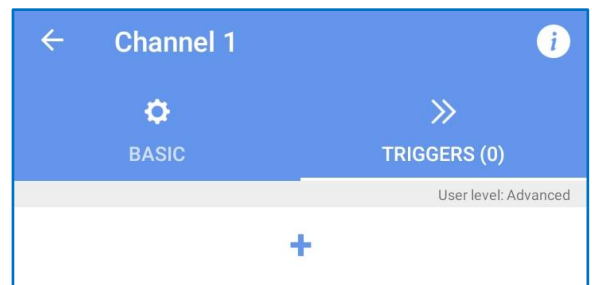 Channel 1
i
BASIC
TRIGGERS (0)
User level: Advanced